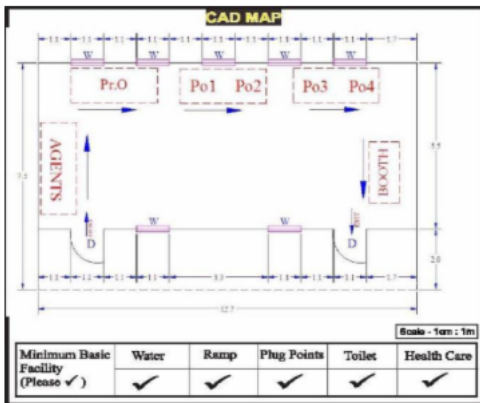 CAD MAP
1.1 1.1 1.1 1.1 1.1 1.1 1.1 1.1 1.1 1.7
W W W W W
Pr.O Po1 Po2 Po3 Po4
AGENTS
BOOTH
7.5
5.5
W W
D D
EXIT
2.0
1.1 1.1 1.1 1.1 3.3 1.1 1.1 1.1 1.7
12.7
Scale - 1cm : 1m
Minimum Basic Facility (Please ✓) Water Ramp Plug Points Toilet Health Care
✓ ✓ ✓ ✓ ✓